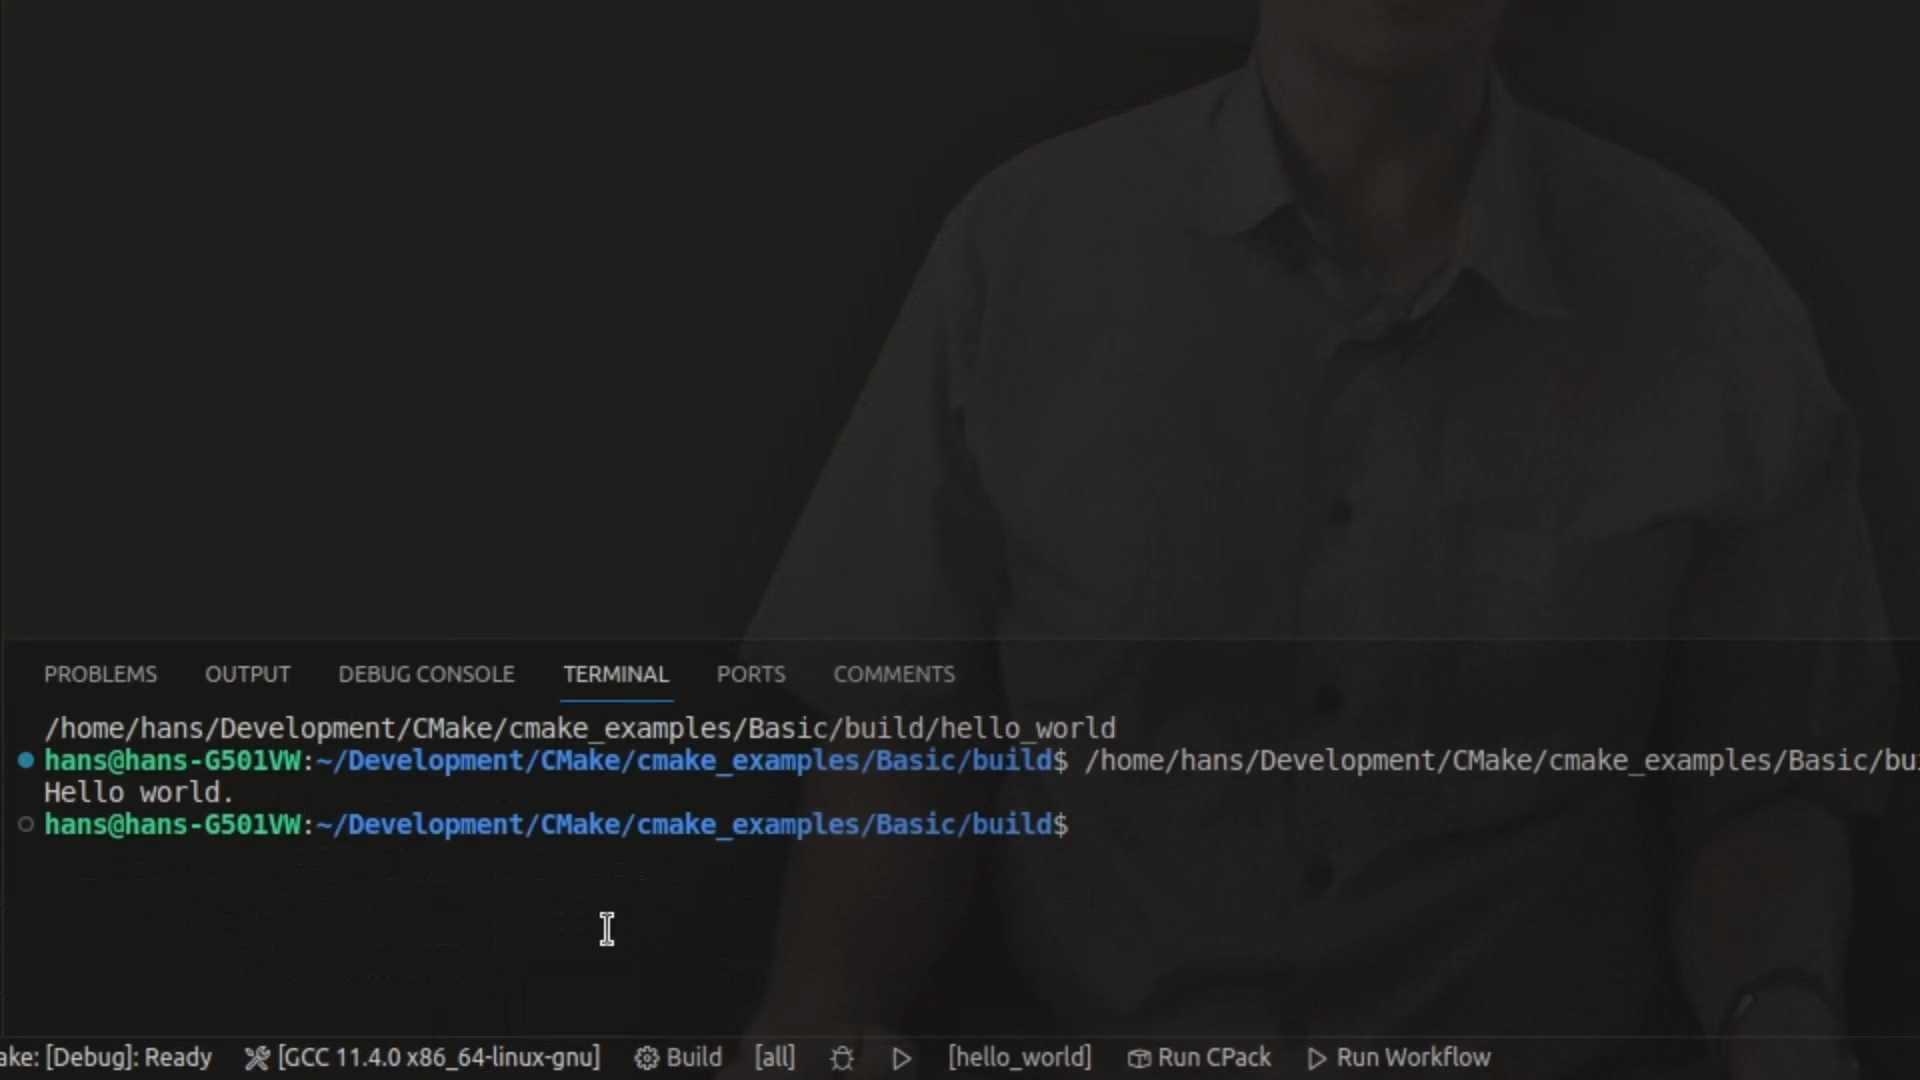 PROBLEMS OUTPUT DEBUG CONSOLE TERMINAL PORTS COMMENTS
/home/hans/Development/CMake/cmake_examples/Basic/build/hello_world
hans@hans-G501VW:~/Development/CMake/cmake_examples/Basic/build$ /home/hans/Development/CMake/cmake_examples/Basic/bu
Hello world.
hans@hans-G501VW:~/Development/CMake/cmake_examples/Basic/build$
ake: [Debug]: Ready [GCC 11.4.0 x86_64-linux-gnu] Build [all] [hello_world] Run CPack Run Workflow